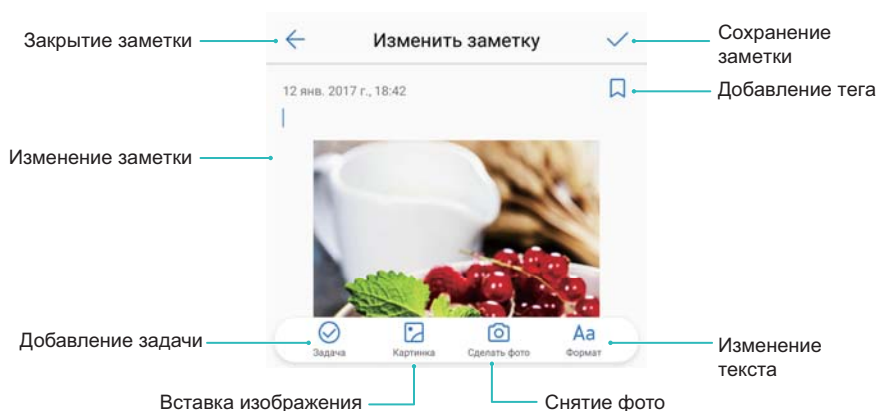 Закрытие заметки
Изменить заметку
Сохранение
заметки
12 янв. 2017 г., 18:42
Добавление тега
Изменение заметки
Добавление задачи
Задача
Картинка
Сделать фото
Aa
Формат
Изменение
текста
Вставка изображения
Снятие фото